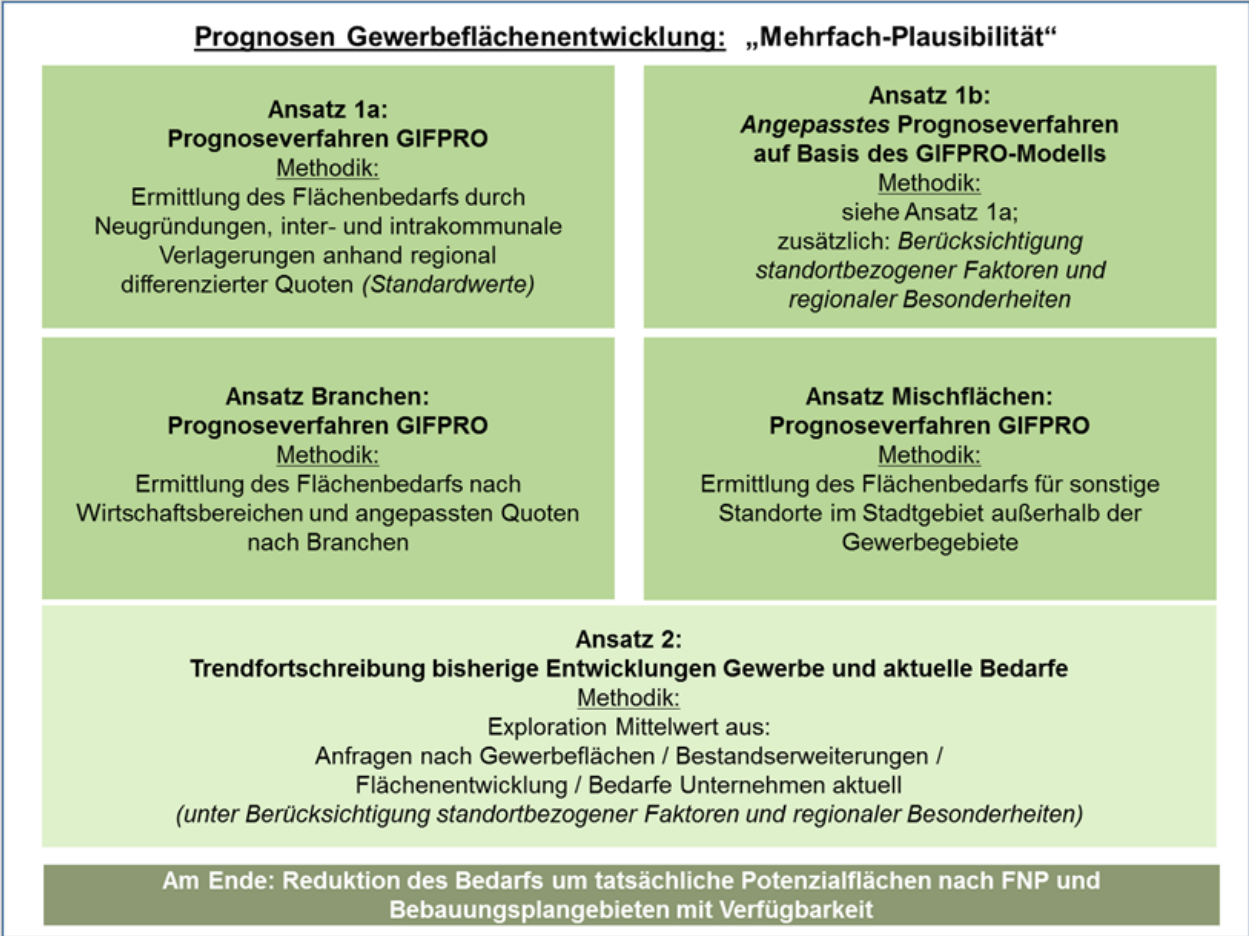 Prognosen Gewerbeflächenentwicklung: „Mehrfach-Plausibilität“
Ansatz 1a:
Prognoseverfahren GIFPRO
Methodik:
Ermittlung des Flächenbedarfs durch
Neugründungen, inter- und intrakommunale
Verlagerungen anhand regional
differenzierter Quoten (Standardwerte)
Ansatz 1b:
Angepasstes Prognoseverfahren
auf Basis des GIFPRO-Modells
Methodik:
siehe Ansatz 1a;
zusätzlich: Berücksichtigung
standortbezogener Faktoren und
regionaler Besonderheiten
Ansatz Branchen:
Prognoseverfahren GIFPRO
Methodik:
Ermittlung des Flächenbedarfs nach
Wirtschaftsbereichen und angepassten Quoten
nach Branchen
Ansatz Mischflächen:
Prognoseverfahren GIFPRO
Methodik:
Ermittlung des Flächenbedarfs für sonstige
Standorte im Stadtgebiet außerhalb der
Gewerbegebiete
Ansatz 2:
Trendfortschreibung bisherige Entwicklungen Gewerbe und aktuelle Bedarfe
Methodik:
Exploration Mittelwert aus:
Anfragen nach Gewerbeflächen / Bestandserweiterungen /
Flächenentwicklung / Bedarfe Unternehmen aktuell
(unter Berücksichtigung standortbezogener Faktoren und regionaler Besonderheiten)
Am Ende: Reduktion des Bedarfs um tatsächliche Potenzialflächen nach FNP und
Bebauungsplangebieten mit Verfügbarkeit